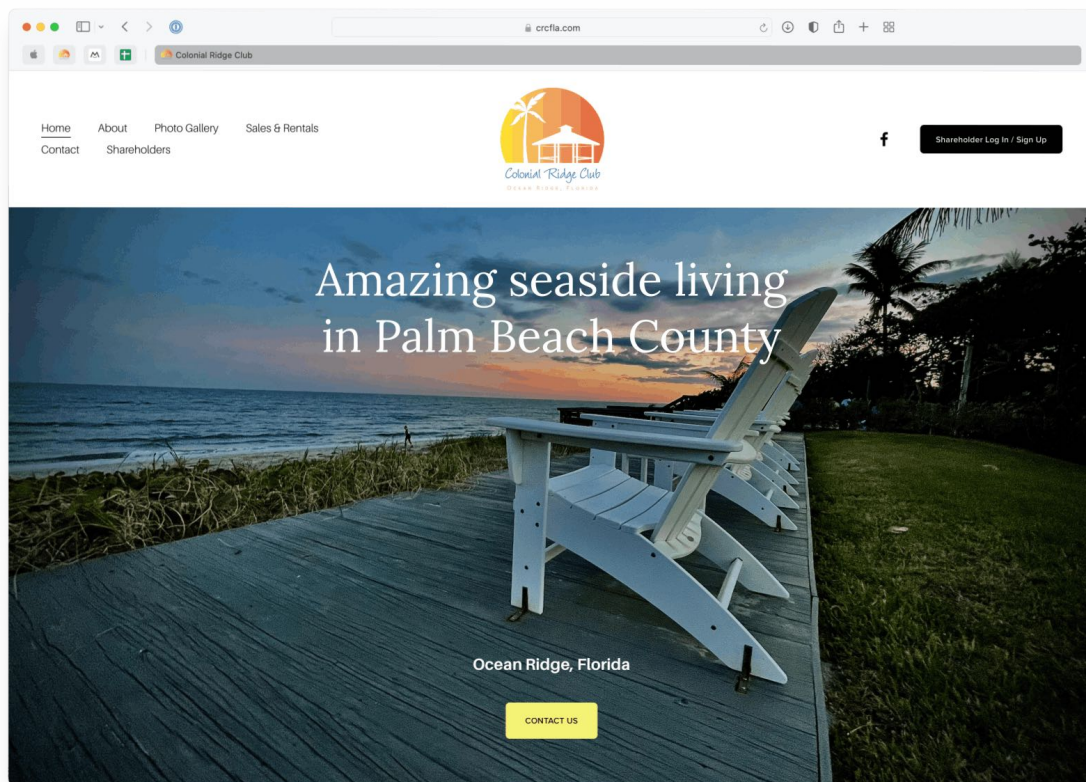 crcfla.com
Colonial Ridge Club
Home About Photo Gallery Sales & Rentals
Contact Shareholders
Colonial Ridge Club
OCEAN RIDGE, FLORIDA
Shareholder Log In / Sign Up
Amazing seaside living
in Palm Beach County
Ocean Ridge, Florida
CONTACT US